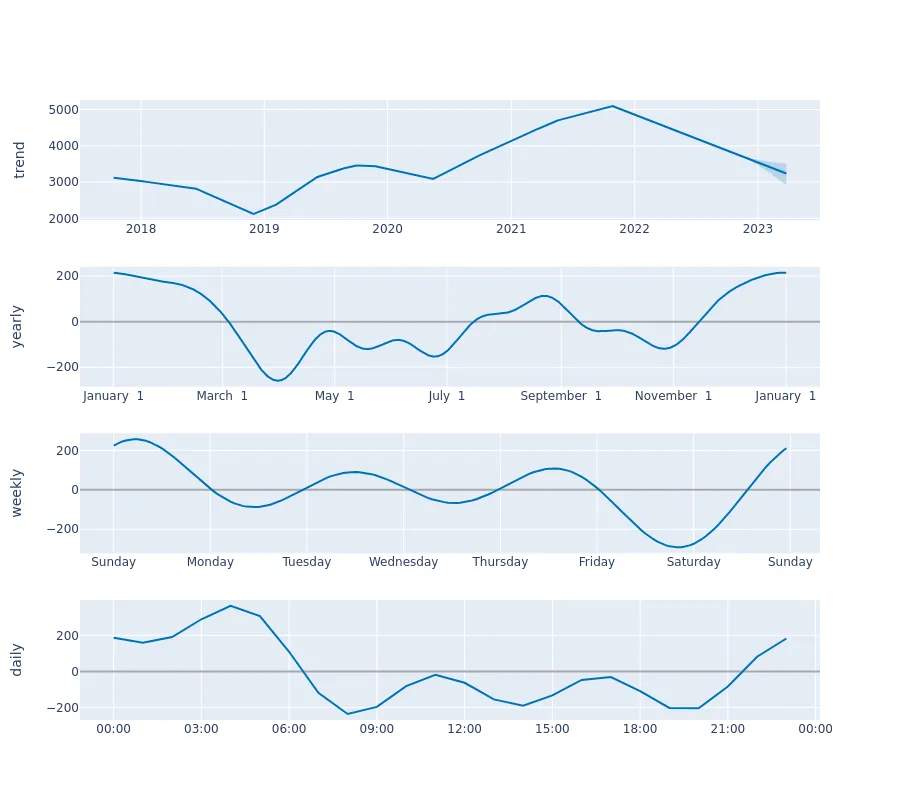 trend
5000
4000
3000
2000
2018 2019 2020 2021 2022 2023
yearly
200
0
−200
January 1 March 1 May 1 July 1 September 1 November 1 January 1
weekly
200
0
−200
Sunday Monday Tuesday Wednesday Thursday Friday Saturday Sunday
daily
200
0
−200
00:00 03:00 06:00 09:00 12:00 15:00 18:00 21:00 00:00